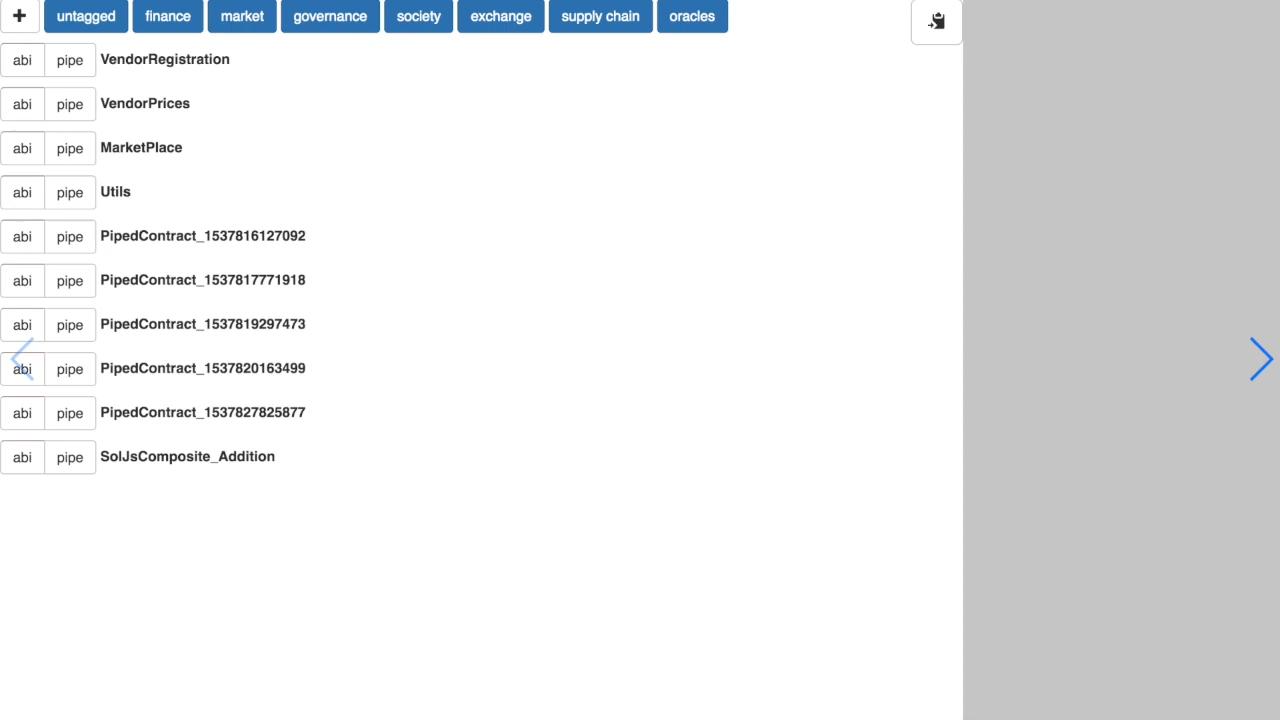 + untagged finance market governance society exchange supply chain oracles
abi pipe VendorRegistration
abi pipe VendorPrices
abi pipe MarketPlace
abi pipe Utils
abi pipe PipedContract_1537816127092
abi pipe PipedContract_1537817771918
abi pipe PipedContract_1537819297473
abi pipe PipedContract_1537820163499
abi pipe PipedContract_1537827825877
abi pipe SolJsComposite_Addition